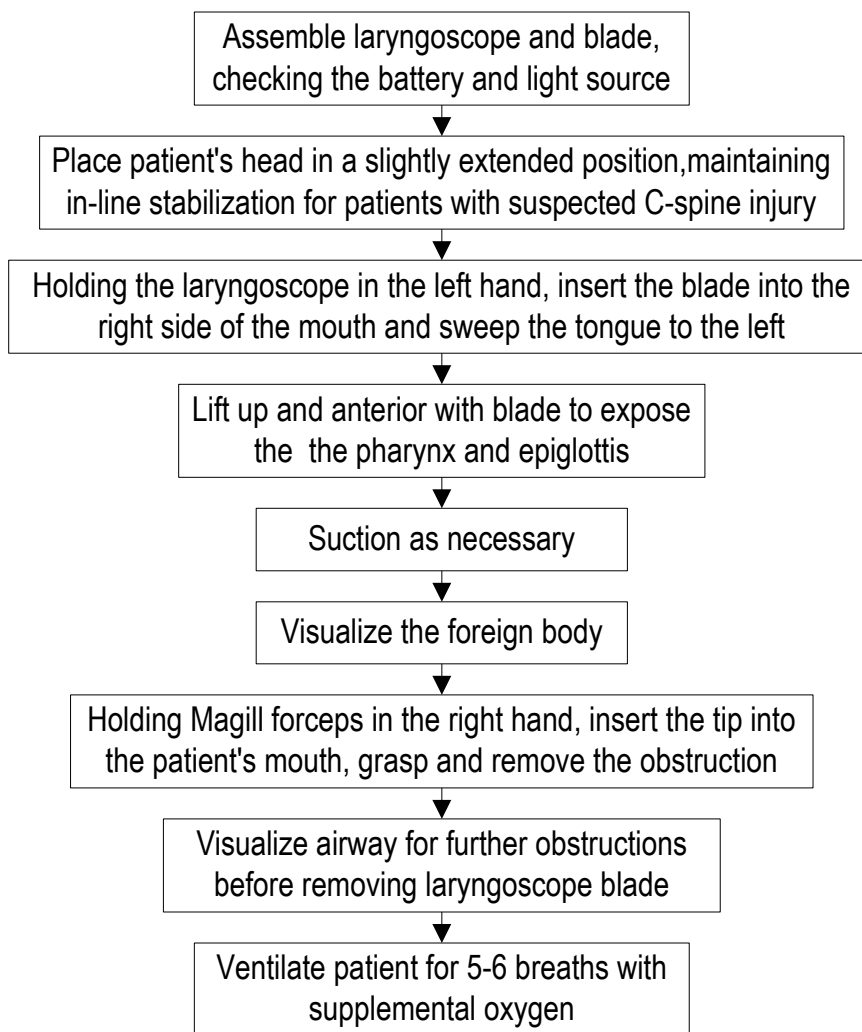 Assemble laryngoscope and blade,
checking the battery and light source
Place patient's head in a slightly extended position,maintaining
in-line stabilization for patients with suspected C-spine injury
Holding the laryngoscope in the left hand, insert the blade into the
right side of the mouth and sweep the tongue to the left
Lift up and anterior with blade to expose
the the pharynx and epiglottis
Suction as necessary
Visualize the foreign body
Holding Magill forceps in the right hand, insert the tip into
the patient's mouth, grasp and remove the obstruction
Visualize airway for further obstructions
before removing laryngoscope blade
Ventilate patient for 5-6 breaths with
supplemental oxygen